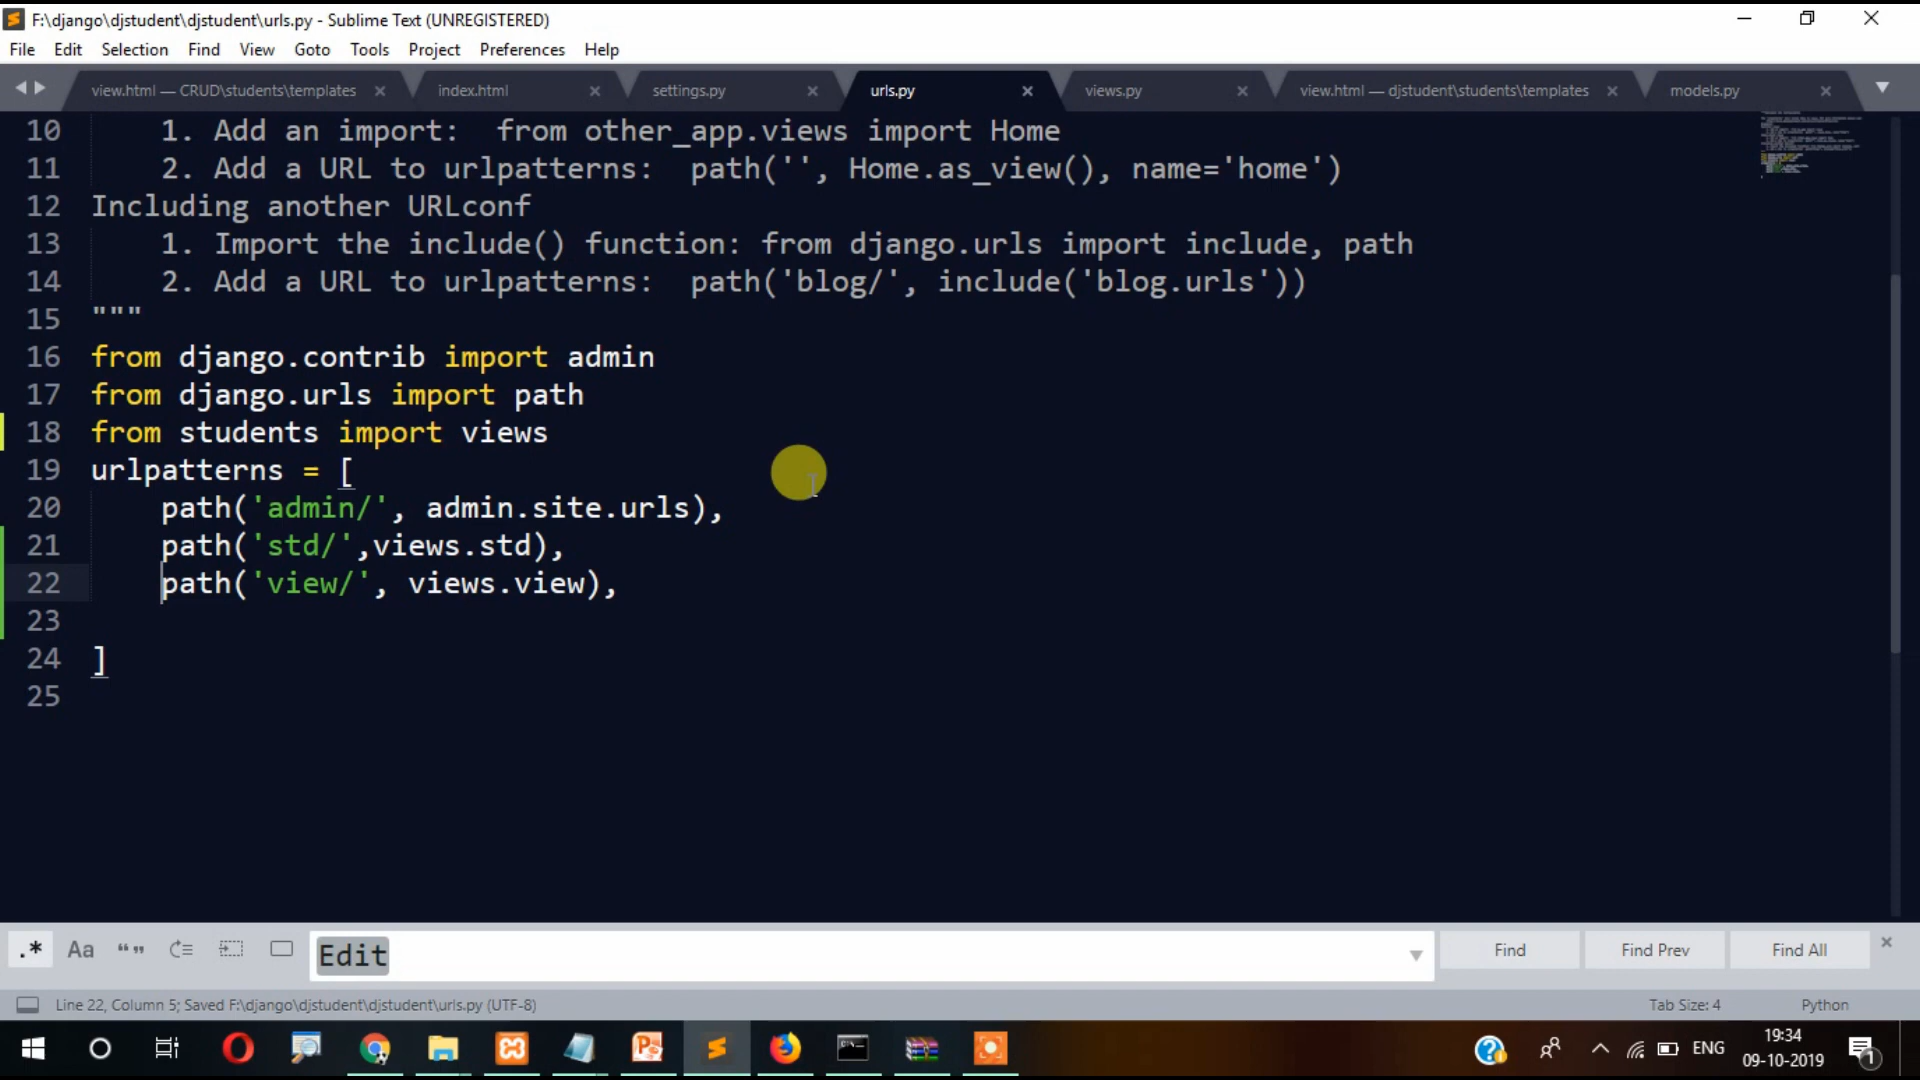 F:\django\djstudent\djstudent\urls.py - Sublime Text (UNREGISTERED)
File Edit Selection Find View Goto Tools Project Preferences Help
view.html — CRUD\students\templates index.html settings.py urls.py views.py view.html — djstudent\students\templates models.py
10 1. Add an import:  from other_app.views import Home
11 2. Add a URL to urlpatterns:  path('', Home.as_view(), name='home')
12 Including another URLconf
13 1. Import the include() function: from django.urls import include, path
14 2. Add a URL to urlpatterns:  path('blog/', include('blog.urls'))
15 """
16 from django.contrib import admin
17 from django.urls import path
18 from students import views
19 urlpatterns = [
20 path('admin/', admin.site.urls),
21 path('std/',views.std),
22 path('view/', views.view),
23
24 ]
25
.* Aa “” Edit Find Find Prev Find All
Line 22, Column 5; Saved F:\django\djstudent\djstudent\urls.py (UTF-8) Tab Size: 4 Python
ENG 19:34
09-10-2019 1